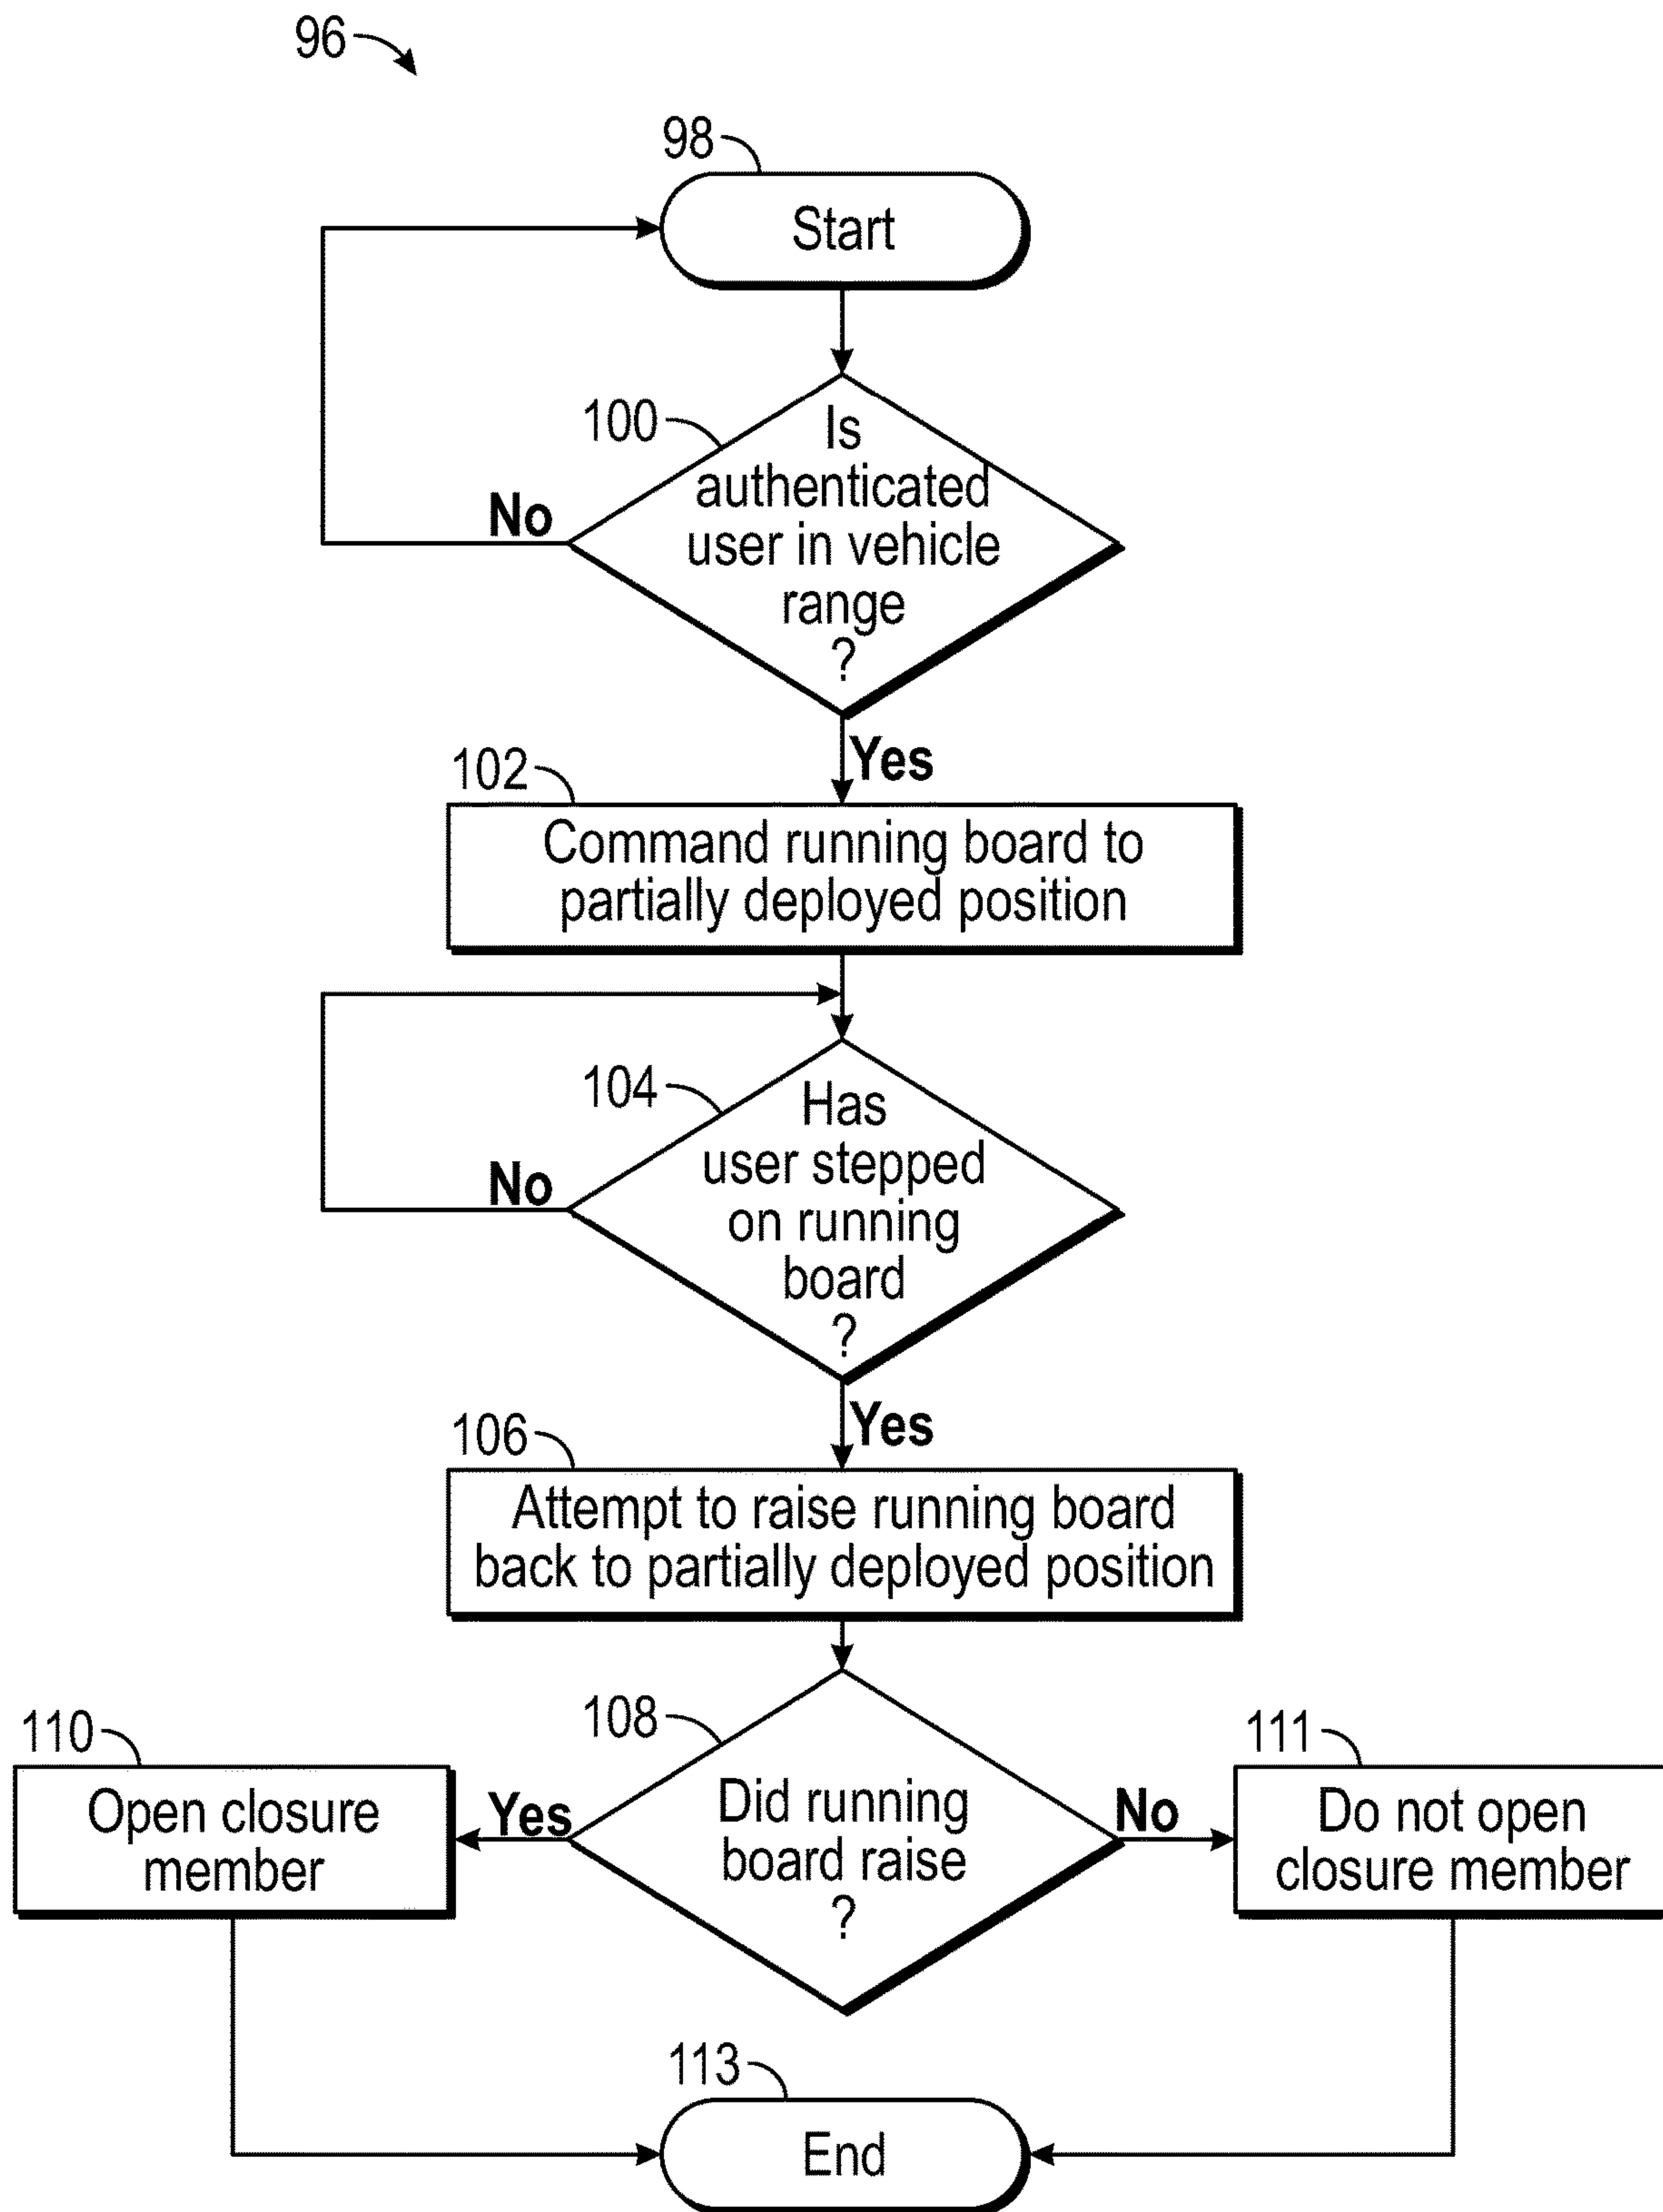 96
98
Start
100
Is
authenticated
user in vehicle
range
?
No
Yes
102
Command running board to
partially deployed position
104
Has
user stepped
on running
board
?
No
Yes
106
Attempt to raise running board
back to partially deployed position
108
Did running
board raise
?
Yes
No
110
Open closure
member
111
Do not open
closure member
113
End